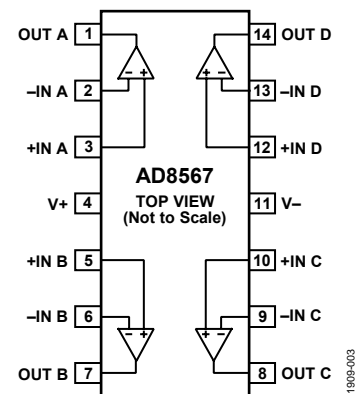 OUT A 1
–IN A 2
+IN A 3
V+ 4
+IN B 5
–IN B 6
OUT B 7
– +
+ –
AD8567
TOP VIEW
(Not to Scale)
– +
+ –
14 OUT D
13 –IN D
12 +IN D
11 V–
10 +IN C
9 –IN C
8 OUT C
1909-003